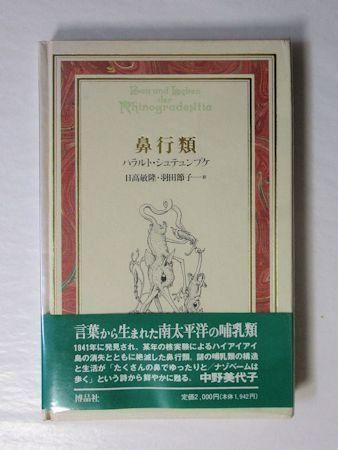 Bau und Leben
der
Rhinogradentia
鼻行類
ハラルト・シュテュンプケ
日高敏隆・羽田節子―訳
言葉から生まれた南太平洋の哺乳類
1941年に発見され、某年の核実験によるハイアイアイ
島の消失とともに絶滅した鼻行類。謎の哺乳類の構造
と生活が「たくさんの鼻でゆったりと/ナゾベームは
歩く」という詩から鮮やかに甦る。 中野美代子
博品社
定価2,000円(本体1,942円)